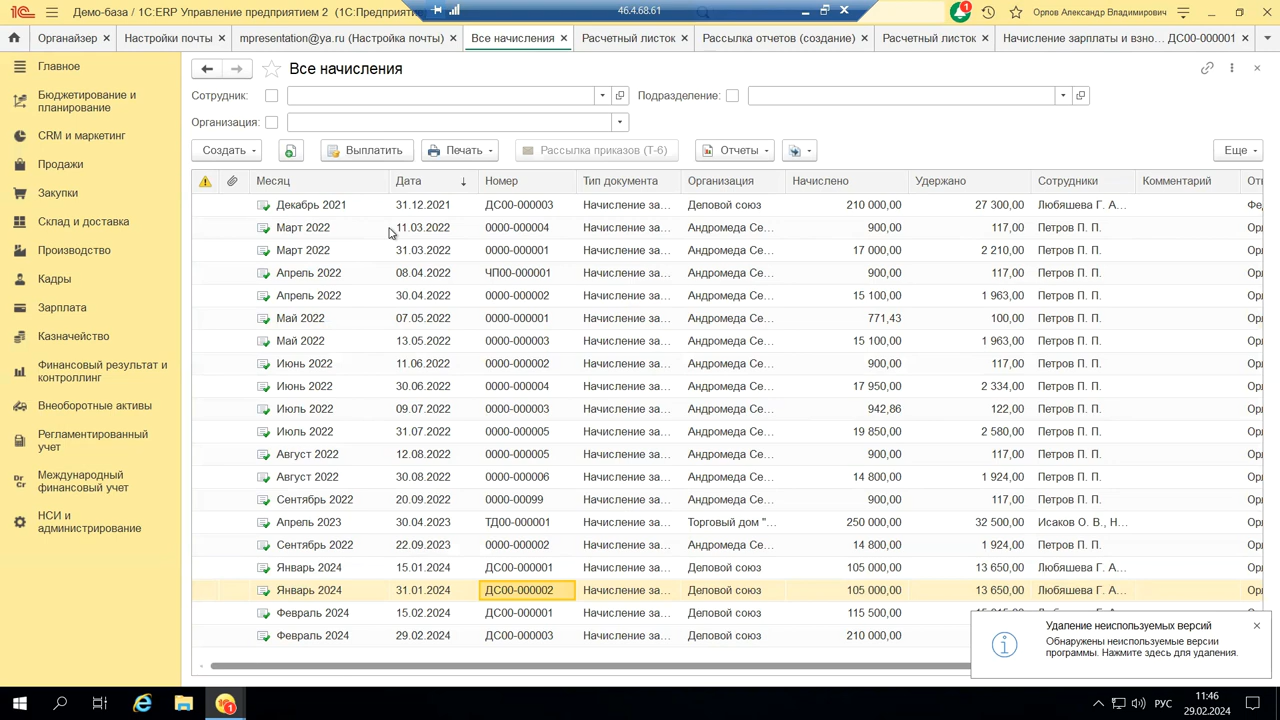 Демо-база / 1С:ERP Управление предприятием 2 (1С:Предприятие
46.4.68.61
1
Орлов Александр Владимирович
Органайзер
Настройки почты
mpresentation@ya.ru (Настройка почты)
Все начисления
Расчетный листок
Рассылка отчетов (создание)
Расчетный листок
Начисление зарплаты и взно... ДС00-000001
Главное
Бюджетирование и
планирование
CRM и маркетинг
Продажи
Закупки
Склад и доставка
Производство
Кадры
Зарплата
Казначейство
Финансовый результат и
контроллинг
Внеоборотные активы
Регламентированный
учет
Международный
финансовый учет
НСИ и
администрирование
Все начисления
Сотрудник:
Подразделение:
Организация:
Создать
Выплатить
Печать
Рассылка приказов (Т-6)
Отчеты
Еще
Месяц Дата Номер Тип документа Организация Начислено Удержано Сотрудники Комментарий От
Декабрь 2021 31.12.2021 ДС00-000003 Начисление за... Деловой союз 210 000,00 27 300,00 Любяшева Г. А... Фе
Март 2022 11.03.2022 0000-000004 Начисление за... Андромеда Се... 900,00 117,00 Петров П. П. Ор
Март 2022 31.03.2022 0000-000001 Начисление за... Андромеда Се... 17 000,00 2 210,00 Петров П. П. Ор
Апрель 2022 08.04.2022 ЧП00-000001 Начисление за... Андромеда Се... 900,00 117,00 Петров П. П. Ор
Апрель 2022 30.04.2022 0000-000002 Начисление за... Андромеда Се... 15 100,00 1 963,00 Петров П. П. Ор
Май 2022 07.05.2022 0000-000001 Начисление за... Андромеда Се... 771,43 100,00 Петров П. П. Ор
Май 2022 13.05.2022 0000-000003 Начисление за... Андромеда Се... 15 100,00 1 963,00 Петров П. П. Ор
Июнь 2022 11.06.2022 0000-000002 Начисление за... Андромеда Се... 900,00 117,00 Петров П. П. Ор
Июнь 2022 30.06.2022 0000-000004 Начисление за... Андромеда Се... 17 950,00 2 334,00 Петров П. П. Ор
Июль 2022 09.07.2022 0000-000003 Начисление за... Андромеда Се... 942,86 122,00 Петров П. П. Ор
Июль 2022 31.07.2022 0000-000005 Начисление за... Андромеда Се... 19 850,00 2 580,00 Петров П. П. Ор
Август 2022 12.08.2022 0000-000005 Начисление за... Андромеда Се... 900,00 117,00 Петров П. П. Ор
Август 2022 30.08.2022 0000-000006 Начисление за... Андромеда Се... 14 800,00 1 924,00 Петров П. П. Ор
Сентябрь 2022 20.09.2022 0000-00099 Начисление за... Андромеда Се... 900,00 117,00 Петров П. П. Ор
Апрель 2023 30.04.2023 ТД00-000001 Начисление за... Торговый дом "... 250 000,00 32 500,00 Исаков О. В., Н... Ор
Сентябрь 2022 22.09.2023 0000-000002 Начисление за... Андромеда Се... 14 800,00 1 924,00 Петров П. П. Ор
Январь 2024 15.01.2024 ДС00-000001 Начисление за... Деловой союз 105 000,00 13 650,00 Любяшева Г. А... Ор
Январь 2024 31.01.2024 ДС00-000002 Начисление за... Деловой союз 105 000,00 13 650,00 Любяшева Г. А... Ор
Февраль 2024 15.02.2024 ДС00-000001 Начисление за... Деловой союз 115 500,00
Февраль 2024 29.02.2024 ДС00-000003 Начисление за... Деловой союз 210 000,00
Удаление неиспользуемых версий
Обнаружены неиспользуемые версии
программы. Нажмите здесь для удаления.
1
РУС
11:46
29.02.2024